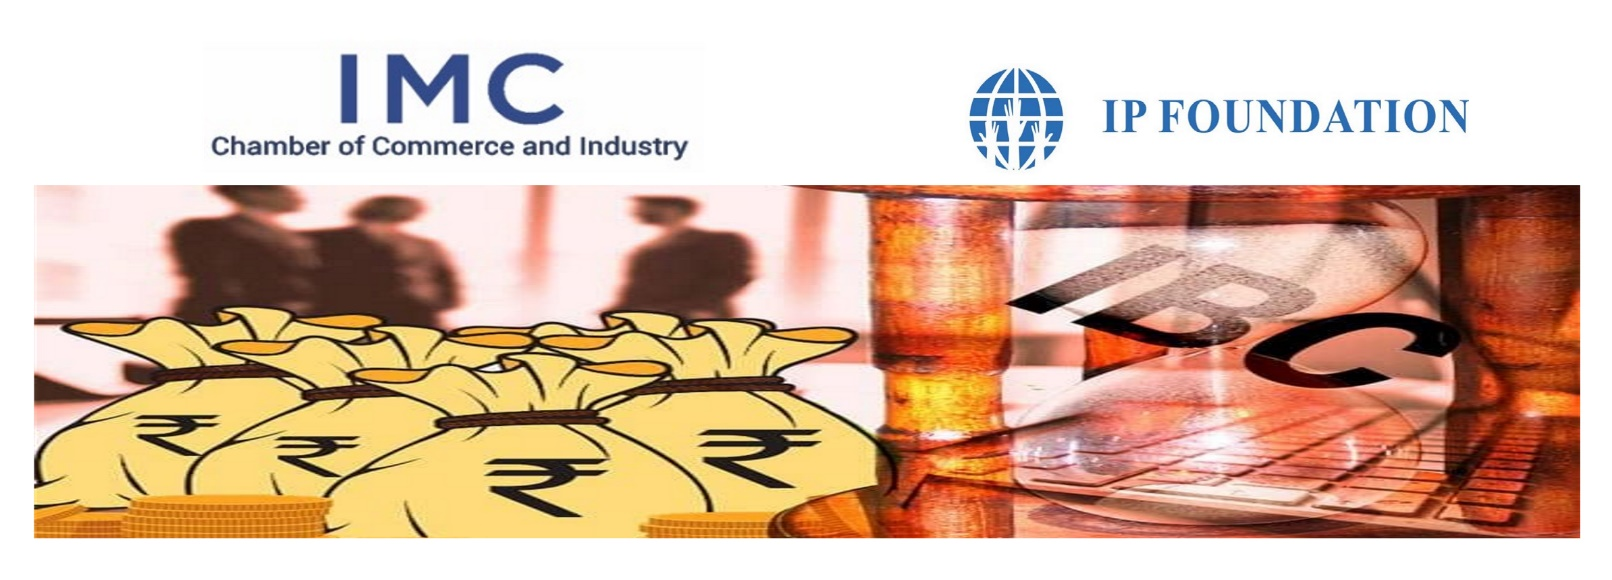 IMC
Chamber of Commerce and Industry
IP FOUNDATION
IBC
₹ ₹ ₹ ₹